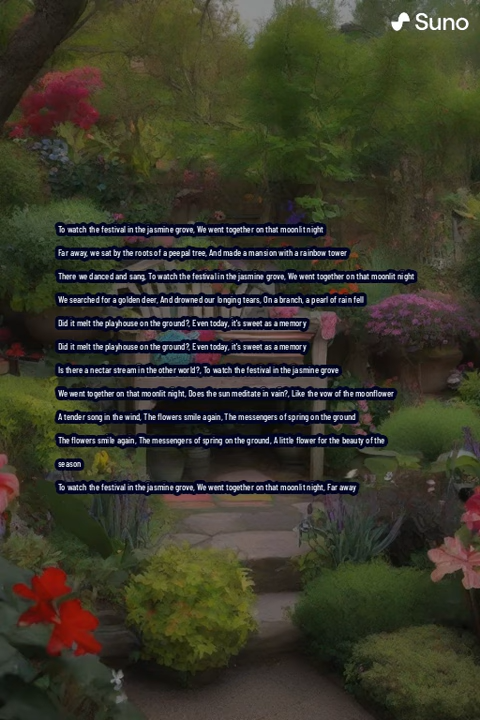 Suno
To watch the festival in the jasmine grove, We went together on that moonlit night
Far away, we sat by the roots of a peepal tree, And made a mansion with a rainbow tower
There we danced and sang, To watch the festival in the jasmine grove, We went together on that moonlit night
We searched for a golden deer, And drowned our longing tears, On a branch, a pearl of rain fell
Did it melt the playhouse on the ground?, Even today, it's sweet as a memory
Did it melt the playhouse on the ground?, Even today, it's sweet as a memory
Is there a nectar stream in the other world?, To watch the festival in the jasmine grove
We went together on that moonlit night, Does the sun meditate in vain?, Like the vow of the moonflower
A tender song in the wind, The flowers smile again, The messengers of spring on the ground
The flowers smile again, The messengers of spring on the ground, A little flower for the beauty of the
season
To watch the festival in the jasmine grove, We went together on that moonlit night, Far away